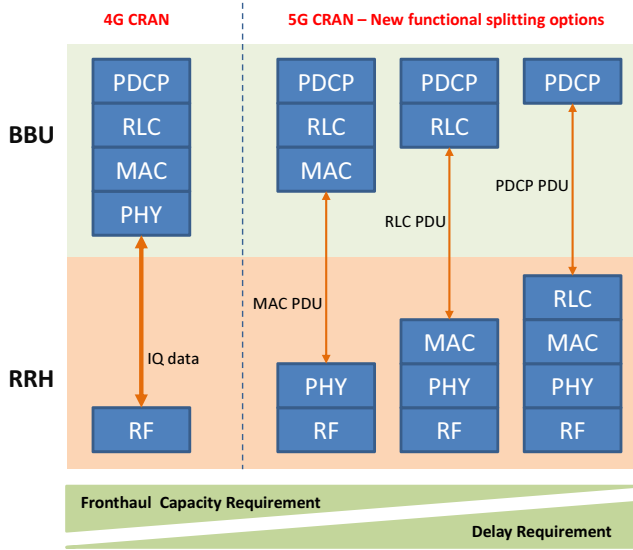 4G CRAN
5G CRAN – New functional splitting options
BBU
PDCP
RLC
MAC
PHY
PDCP
RLC
MAC
PDCP
RLC
PDCP
PDCP PDU
RLC PDU
MAC PDU
IQ data
RRH
RF
PHY
RF
MAC
PHY
RF
RLC
MAC
PHY
RF
Fronthaul Capacity Requirement
Delay Requirement